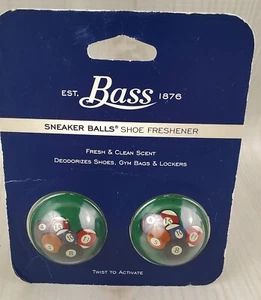 EST. Bass 1876
SNEAKER BALLS® SHOE FRESHENER
FRESH & CLEAN SCENT
DEODORIZES SHOES, GYM BAGS & LOCKERS
TWIST TO ACTIVATE